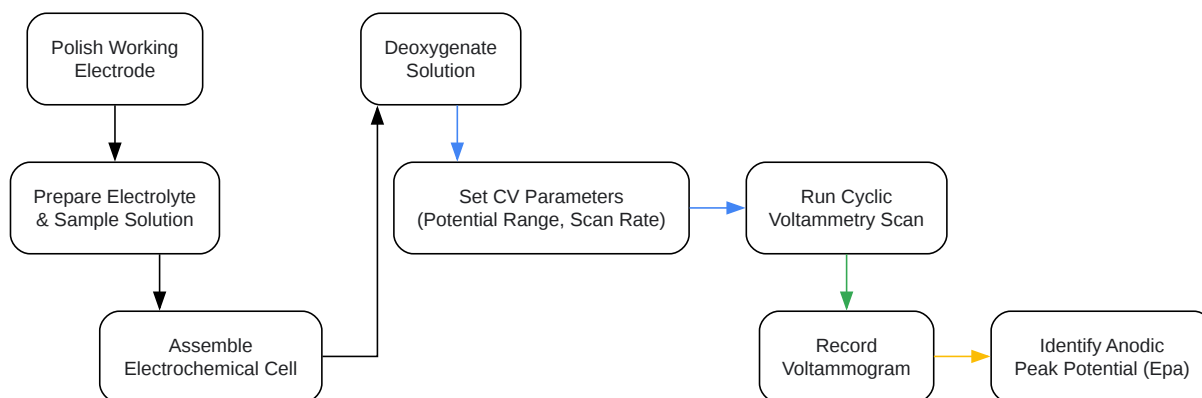 Polish Working
Electrode
Prepare Electrolyte
& Sample Solution
Assemble
Electrochemical Cell
Deoxygenate
Solution
Set CV Parameters
(Potential Range, Scan Rate)
Run Cyclic
Voltammetry Scan
Record
Voltammogram
Identify Anodic
Peak Potential (Epa)